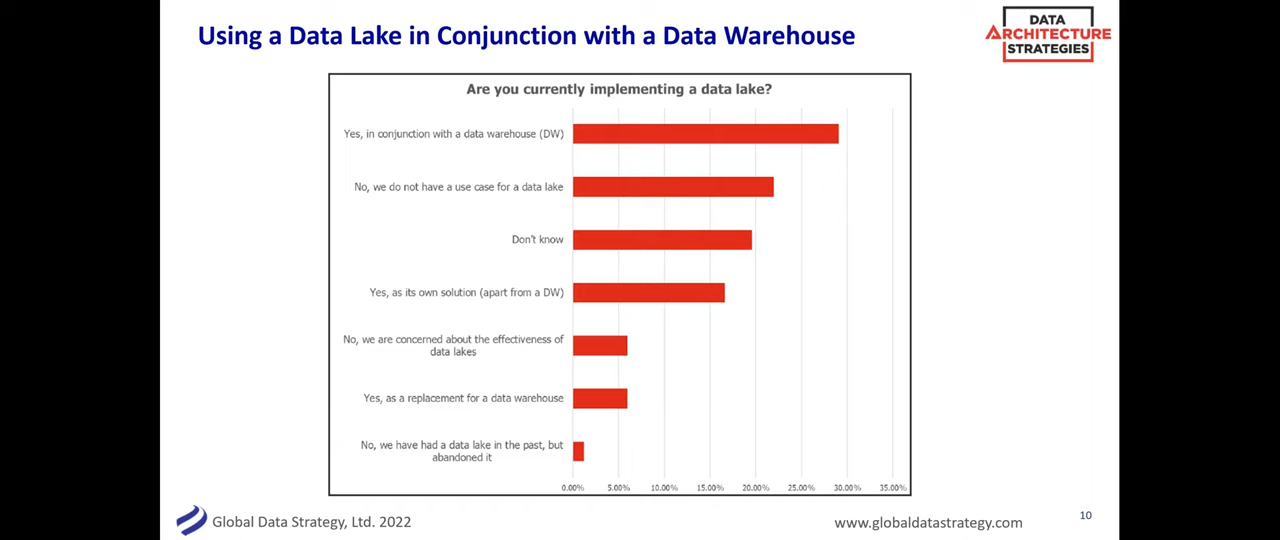 Using a Data Lake in Conjunction with a Data Warehouse
DATA
ARCHITECTURE
STRATEGIES
Are you currently implementing a data lake?
Yes, in conjunction with a data warehouse (DW)
No, we do not have a use case for a data lake
Don't know
Yes, as its own solution (apart from a DW)
No, we are concerned about the effectiveness of
data lakes
Yes, as a replacement for a data warehouse
No, we have had a data lake in the past, but
abandoned it
0.00% 5.00% 10.00% 15.00% 20.00% 25.00% 30.00% 35.00%
Global Data Strategy, Ltd. 2022
www.globaldatastrategy.com
10